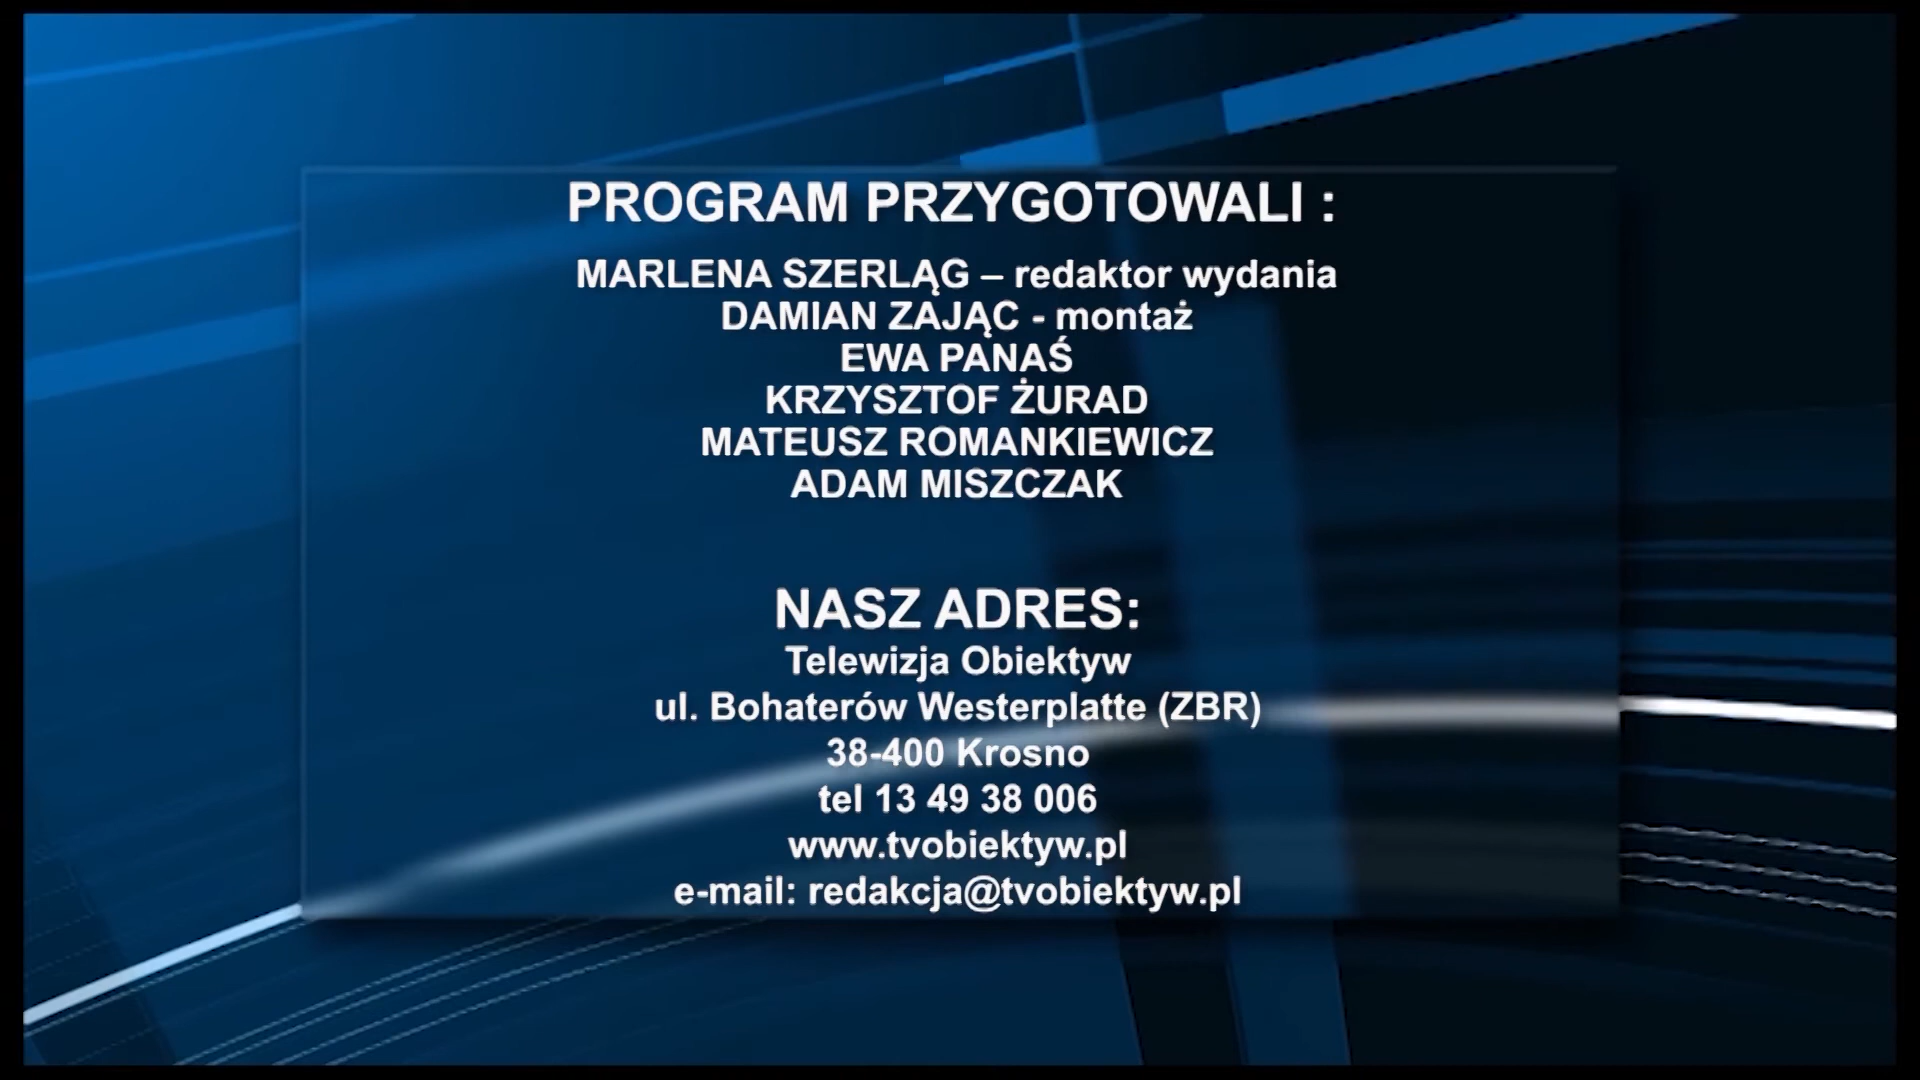 PROGRAM PRZYGOTOWALI :
MARLENA SZERLĄG – redaktor wydania
DAMIAN ZAJĄC - montaż
EWA PANAŚ
KRZYSZTOF ŻURAD
MATEUSZ ROMANKIEWICZ
ADAM MISZCZAK
NASZ ADRES:
Telewizja Obiektyw
ul. Bohaterów Westerplatte (ZBR)
38-400 Krosno
tel 13 49 38 006
www.tvobiektyw.pl
e-mail: redakcja@tvobiektyw.pl